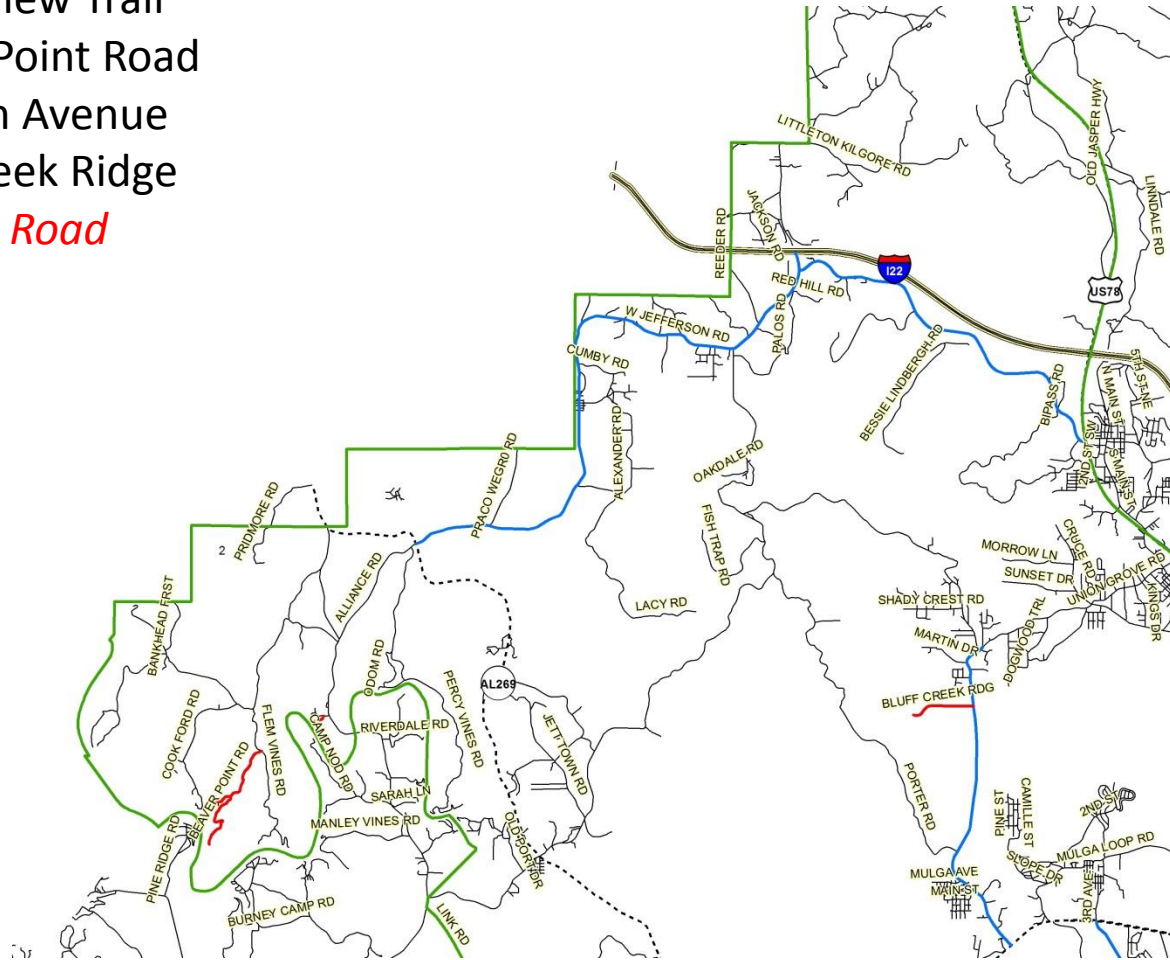 Point Road
Avenue
Ridge
Road
LITTLETON KILGORE RD
OLD JASPER HWY
LINNDALE RD
JACKSON RD
REEDER RD
I22
RED HILL RD
US78
W JEFFERSON RD
PALOS RD
CUMBY RD
BESSIE LINDBERGH RD
BIPASS RD
N MAIN ST
5TH ST NE
2ND ST SW
S MAIN ST
ALEXANDER RD
OAKDALE RD
PRACO WEGR0 RD
PRIDMORE RD
2
FISH TRAP RD
MORROW LN
CRUCE RD
SUNSET DR
UNION GROVE RD
KINGS DR
ALLIANCE RD
LACY RD
SHADY CREST RD
MARTIN DR
DOGWOOD TRL
BANKHEAD FRST
ODOM RD
AL269
PERCY VINES RD
BLUFF CREEK RDG
COOK FORD RD
FLEM VINES RD
CAMP NOD RD
RIVERDALE RD
JETT TOWN RD
BEAVER POINT RD
SARAH LN
PORTER RD
PINE ST
CAMILLE ST
2ND ST
MANLEY VINES RD
OLD PORT DR
PINE RIDGE RD
MULGA LOOP RD
SLOPE DR
MULGA AVE
MAIN ST
3RD AVE
BURNEY CAMP RD
LINK RD